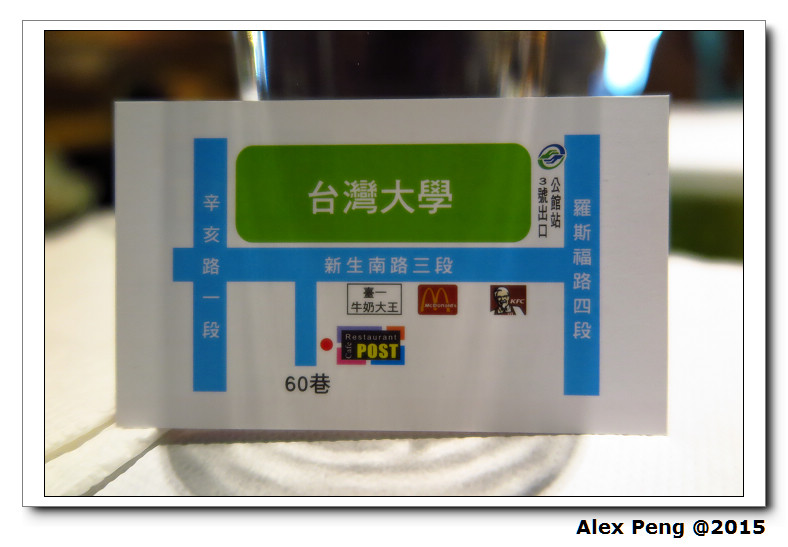 台灣大學
公館站
3號出口
辛亥路一段
羅斯福路四段
新生南路三段
臺一
牛奶大王
McDonald's
KFC
Restaurant
Café
POST
60巷
Alex Peng @2015